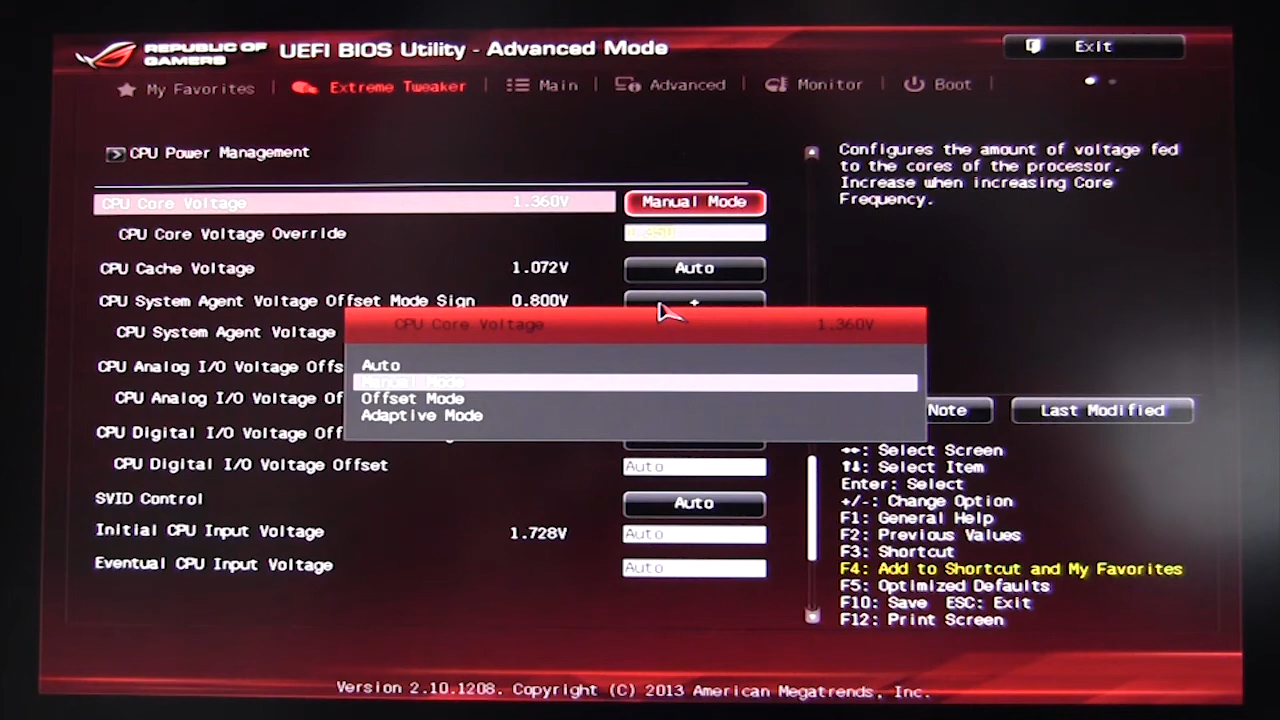 REPUBLIC OF GAMERS UEFI BIOS Utility - Advanced Mode
Exit
My Favorites | Extreme Tweaker | Main | Advanced | Monitor | Boot |
CPU Power Management
CPU Core Voltage 1.360V Manual Mode
CPU Core Voltage Override 1.350
CPU Cache Voltage 1.072V Auto
CPU System Agent Voltage Offset Mode Sign 0.800V +
CPU System Agent Voltage
CPU Analog I/O Voltage Offs
CPU Analog I/O Voltage Of
CPU Digital I/O Voltage Off
CPU Digital I/O Voltage Offset Auto
SVID Control Auto
Initial CPU Input Voltage 1.728V Auto
Eventual CPU Input Voltage Auto
CPU Core Voltage 1.360V
Auto
Manual Mode
Offset Mode
Adaptive Mode
Configures the amount of voltage fed
to the cores of the processor.
Increase when increasing Core
Frequency.
Note Last Modified
↔: Select Screen
↑↓: Select Item
Enter: Select
+/-: Change Option
F1: General Help
F2: Previous Values
F3: Shortcut
F4: Add to Shortcut and My Favorites
F5: Optimized Defaults
F10: Save ESC: Exit
F12: Print Screen
Version 2.10.1208. Copyright (C) 2013 American Megatrends, Inc.